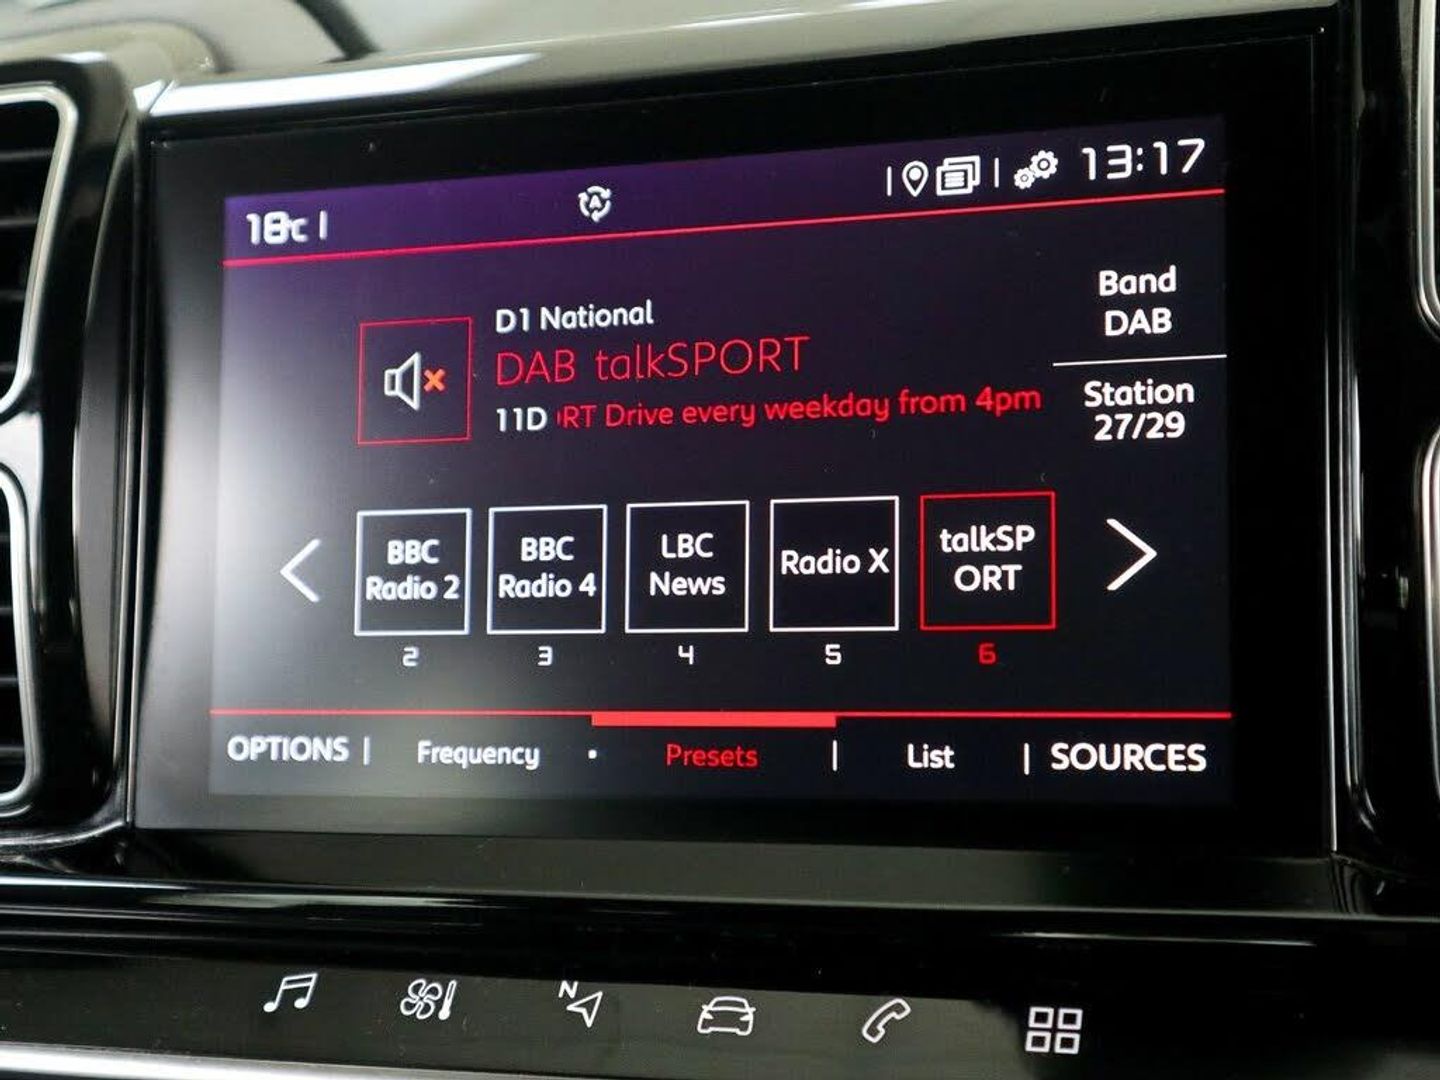 18°C
A
13:17
D1 National
DAB talkSPORT
11D
RT Drive every weekday from 4pm
Band
DAB
Station
27/29
BBC
Radio 2
BBC
Radio 4
LBC
News
Radio X
talkSP
ORT
2
3
4
5
6
OPTIONS
Frequency
Presets
List
SOURCES
N